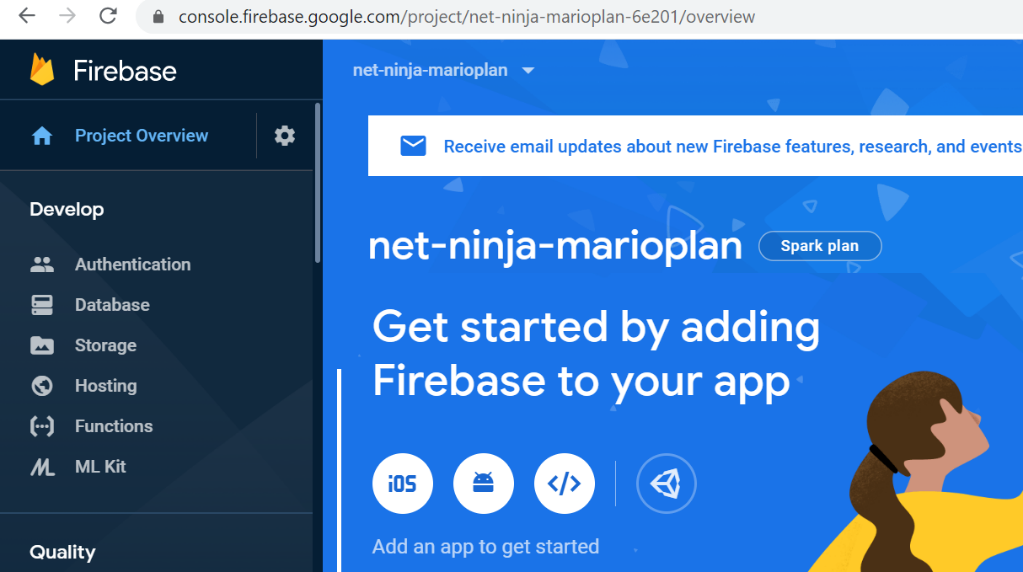 console.firebase.google.com/project/net-ninja-marioplan-6e201/overview
Firebase
net-ninja-marioplan
Project Overview
Receive email updates about new Firebase features, research, and events
Develop
net-ninja-marioplan
Spark plan
Authentication
Database
Storage
Hosting
Functions
ML Kit
Get started by adding
Firebase to your app
iOS
</>
Add an app to get started
Quality